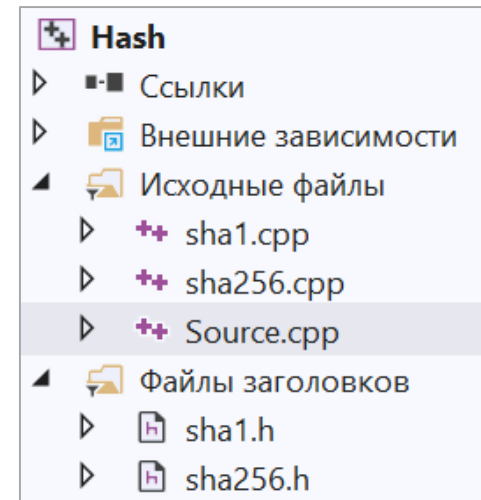 Hash
Ссылки
Внешние зависимости
Исходные файлы
sha1.cpp
sha256.cpp
Source.cpp
Файлы заголовков
sha1.h
sha256.h